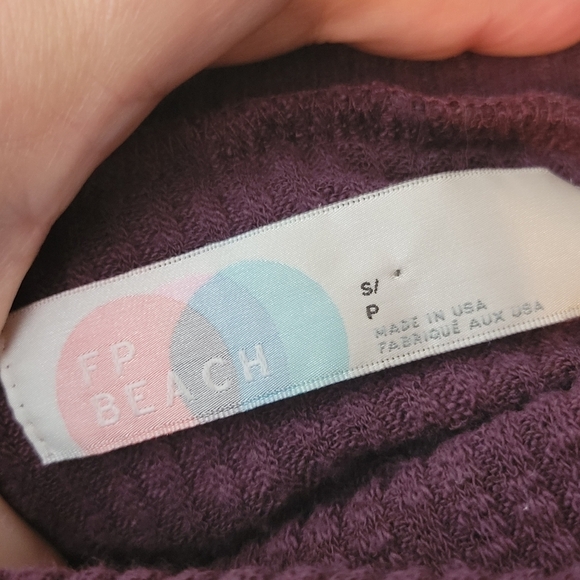 FP
BEACH
S/
P
MADE IN USA
FABRIQUÉ AUX USA